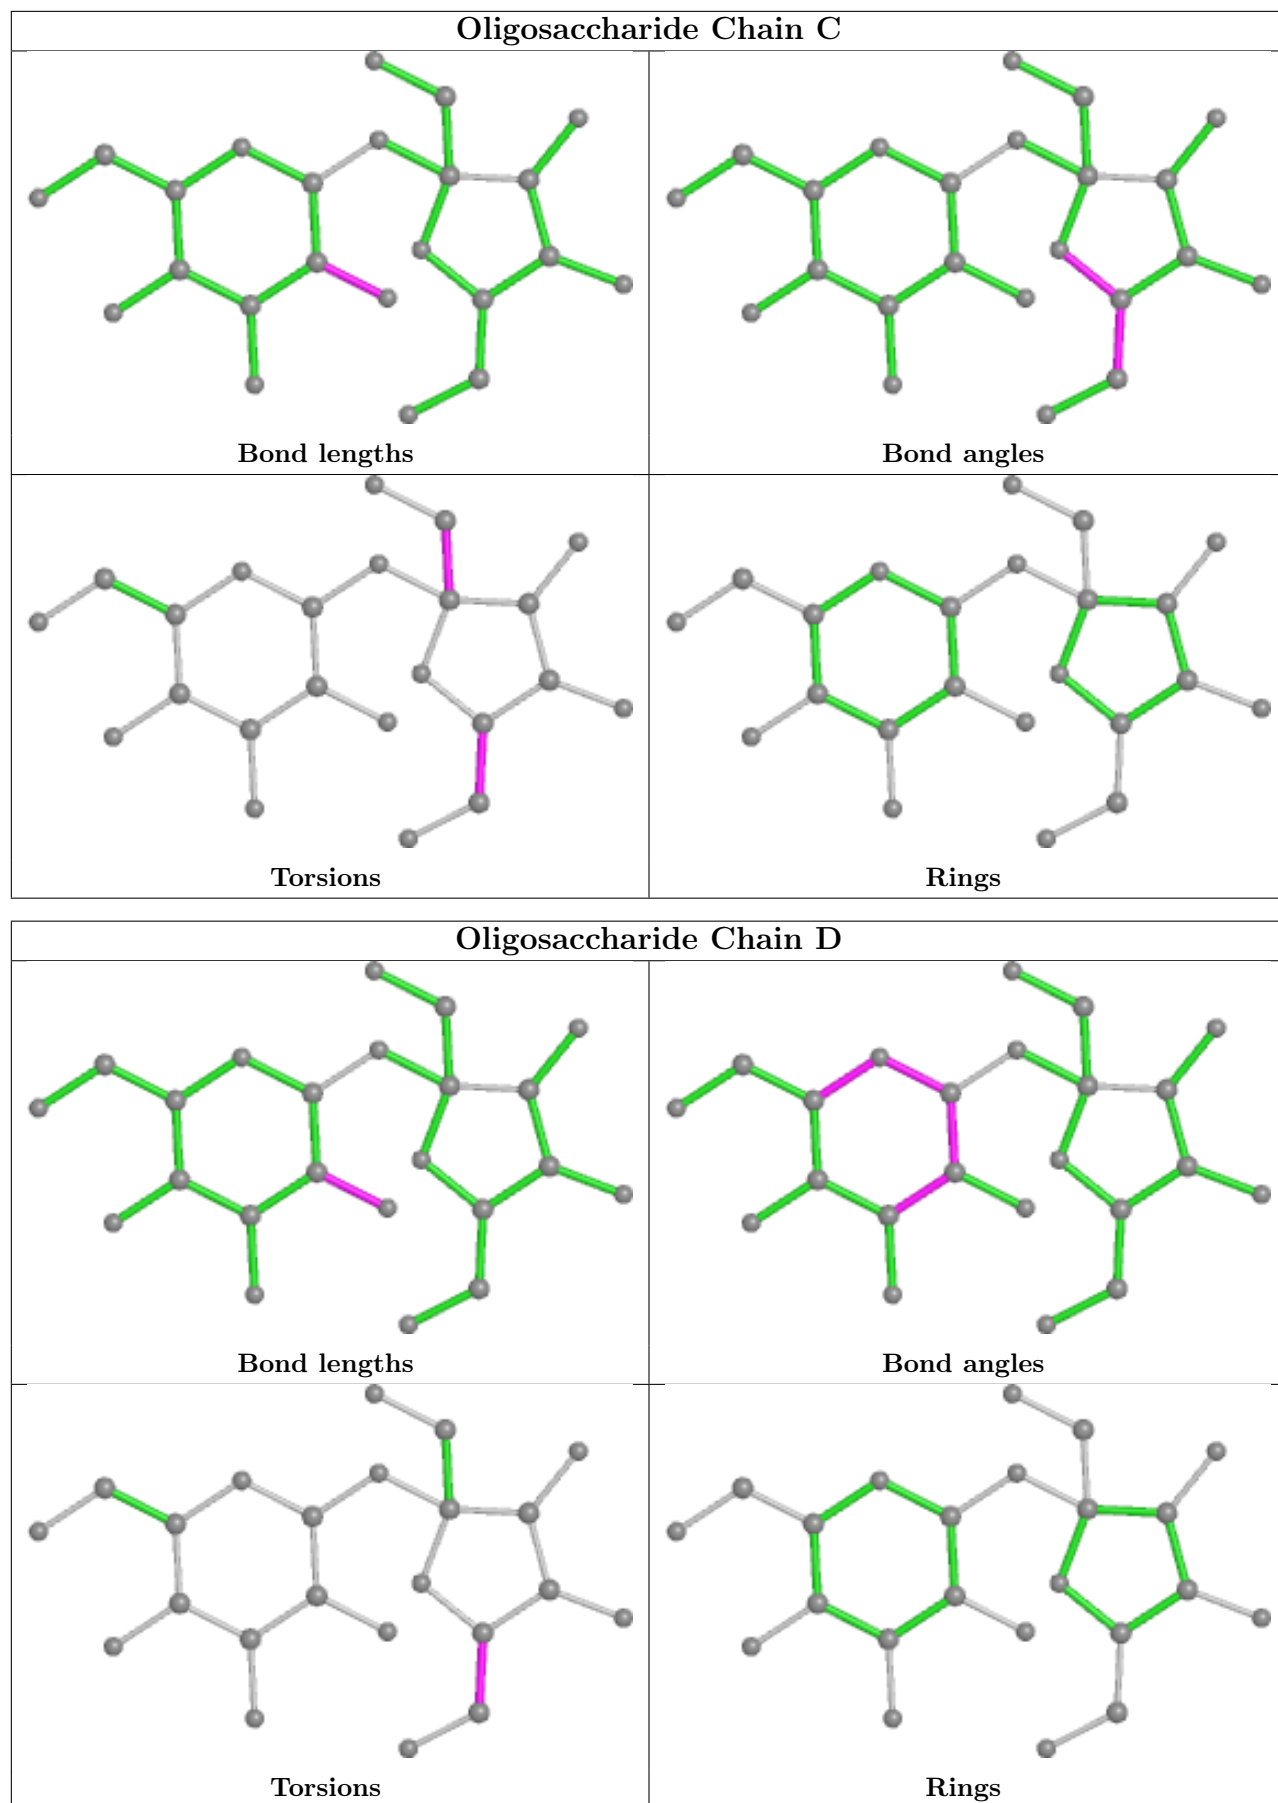 Oligosaccharide Chain C
Bond lengths
Bond angles
Torsions
Rings
Oligosaccharide Chain D
Bond lengths
Bond angles
Torsions
Rings